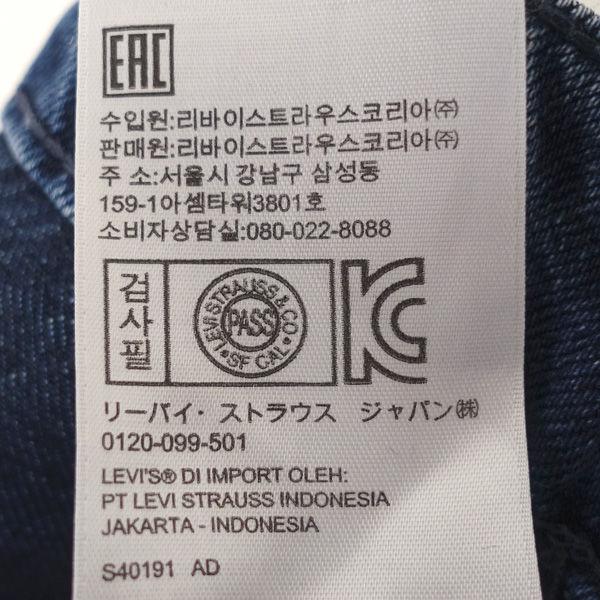 EAC
수입원:리바이스트라우스코리아㈜
판매원:리바이스트라우스코리아㈜
주 소:서울시 강남구 삼성동
159-1아셈타워3801호
소비자상담실:080-022-8088
검사필
LEVI STRAUSS & CO
PASS
SF CAL
KC
リーバイ・ストラウス ジャパン㈱
0120-099-501
LEVI'S® DI IMPORT OLEH:
PT LEVI STRAUSS INDONESIA
JAKARTA - INDONESIA
S40191 AD